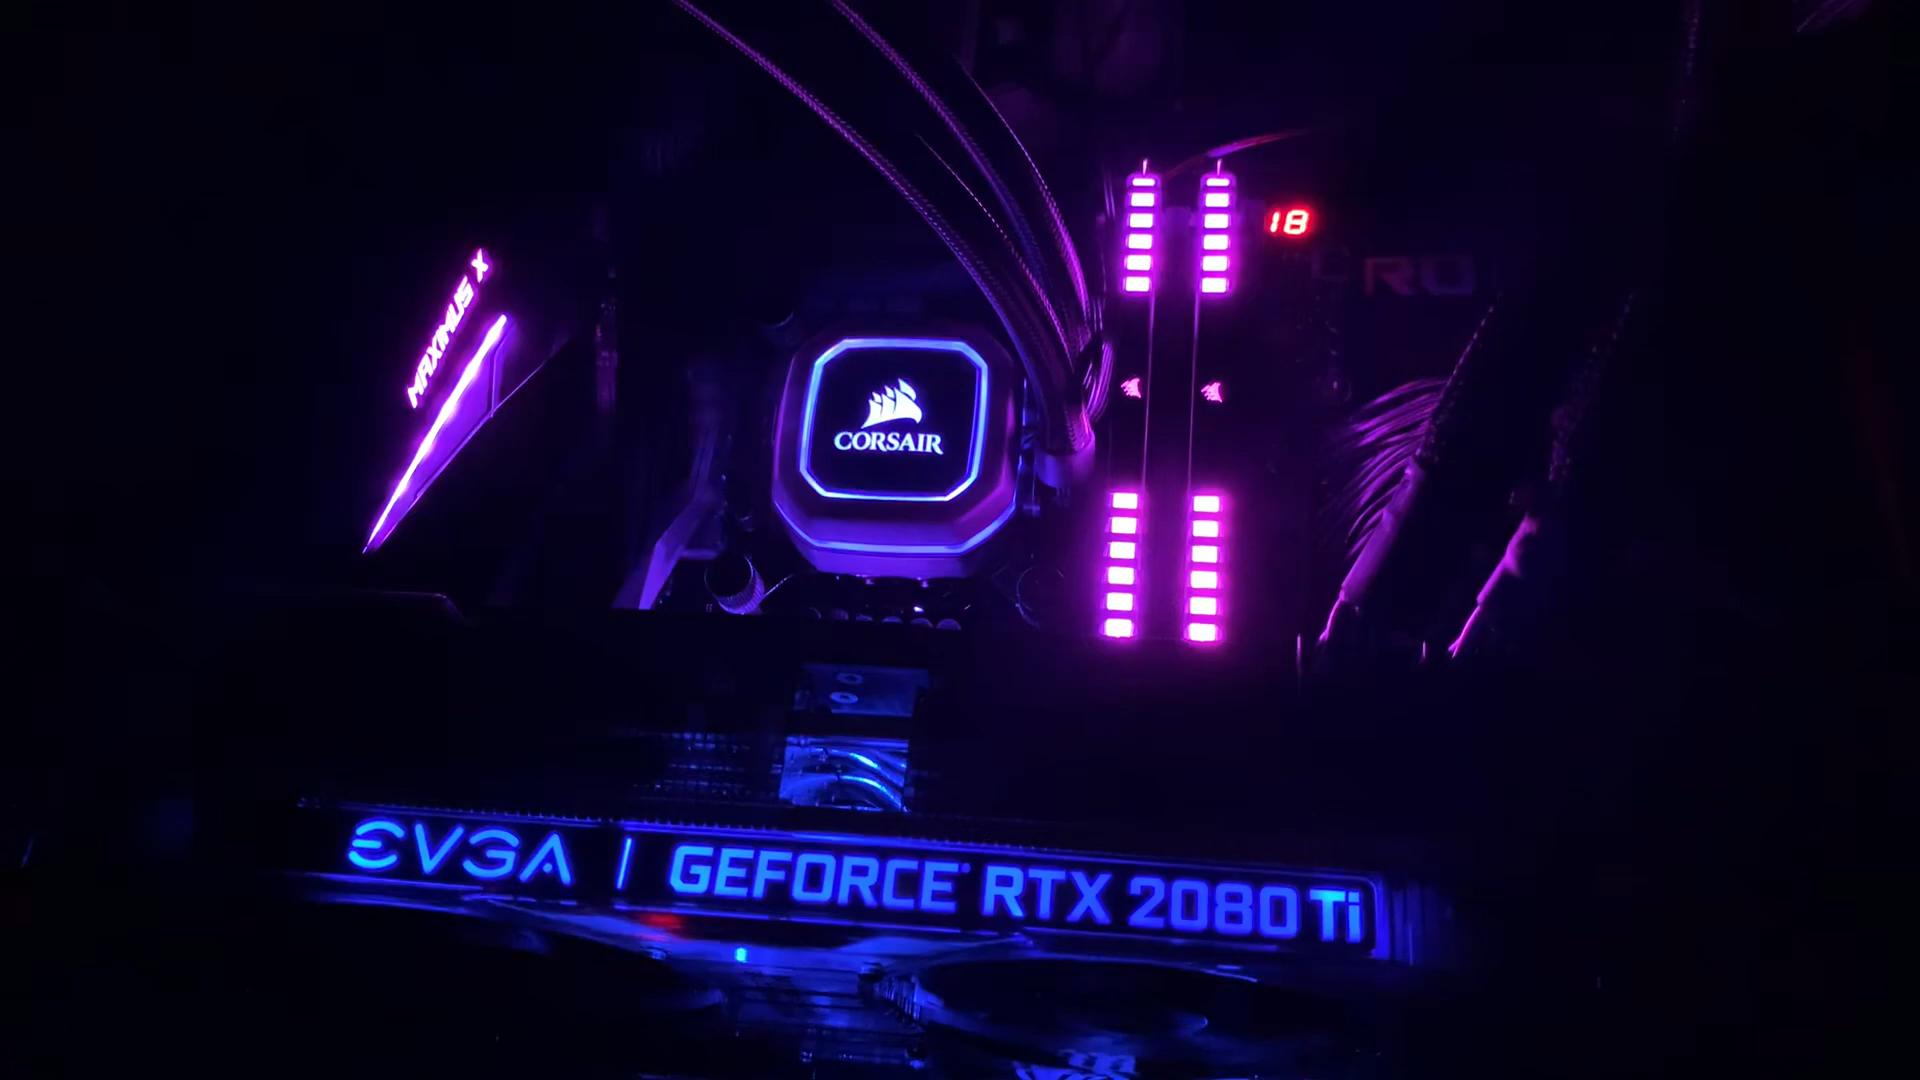 18
MAXIMUS X
CORSAIR
EVGA | GEFORCE RTX 2080 Ti